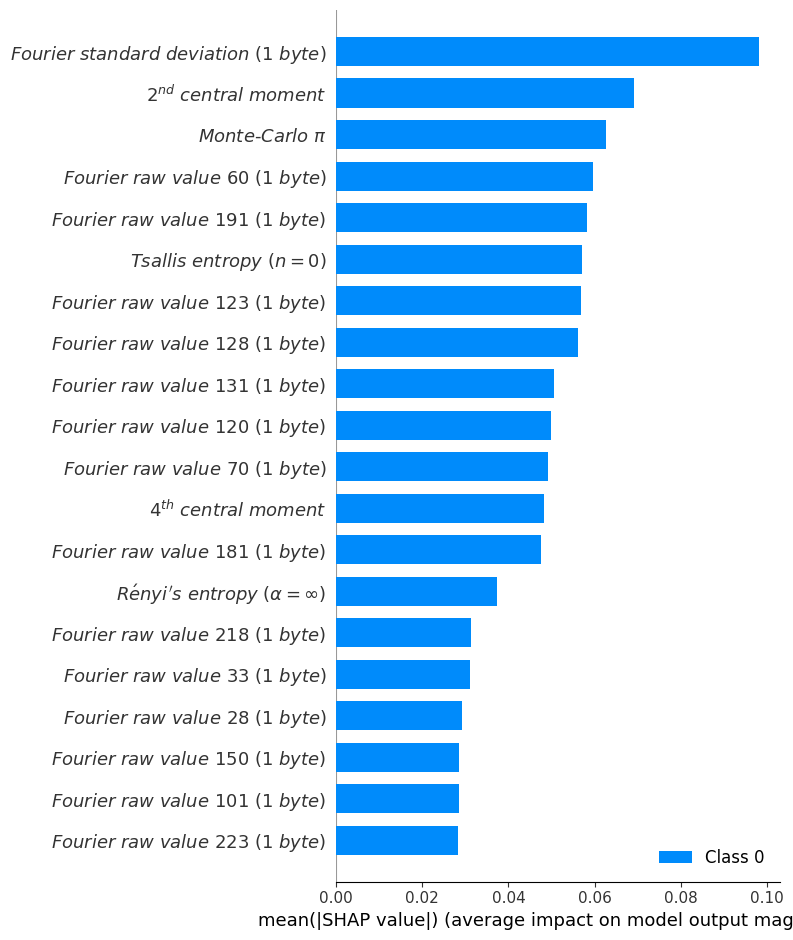 Fourier standard deviation (1 byte)
2nd central moment
Monte-Carlo π
Fourier raw value 60 (1 byte)
Fourier raw value 191 (1 byte)
Tsallis entropy (n = 0)
Fourier raw value 123 (1 byte)
Fourier raw value 128 (1 byte)
Fourier raw value 131 (1 byte)
Fourier raw value 120 (1 byte)
Fourier raw value 70 (1 byte)
4th central moment
Fourier raw value 181 (1 byte)
Rényi's entropy (α = ∞)
Fourier raw value 218 (1 byte)
Fourier raw value 33 (1 byte)
Fourier raw value 28 (1 byte)
Fourier raw value 150 (1 byte)
Fourier raw value 101 (1 byte)
Fourier raw value 223 (1 byte)
Class 0
0.00 0.02 0.04 0.06 0.08 0.10
mean(|SHAP value|) (average impact on model output mag